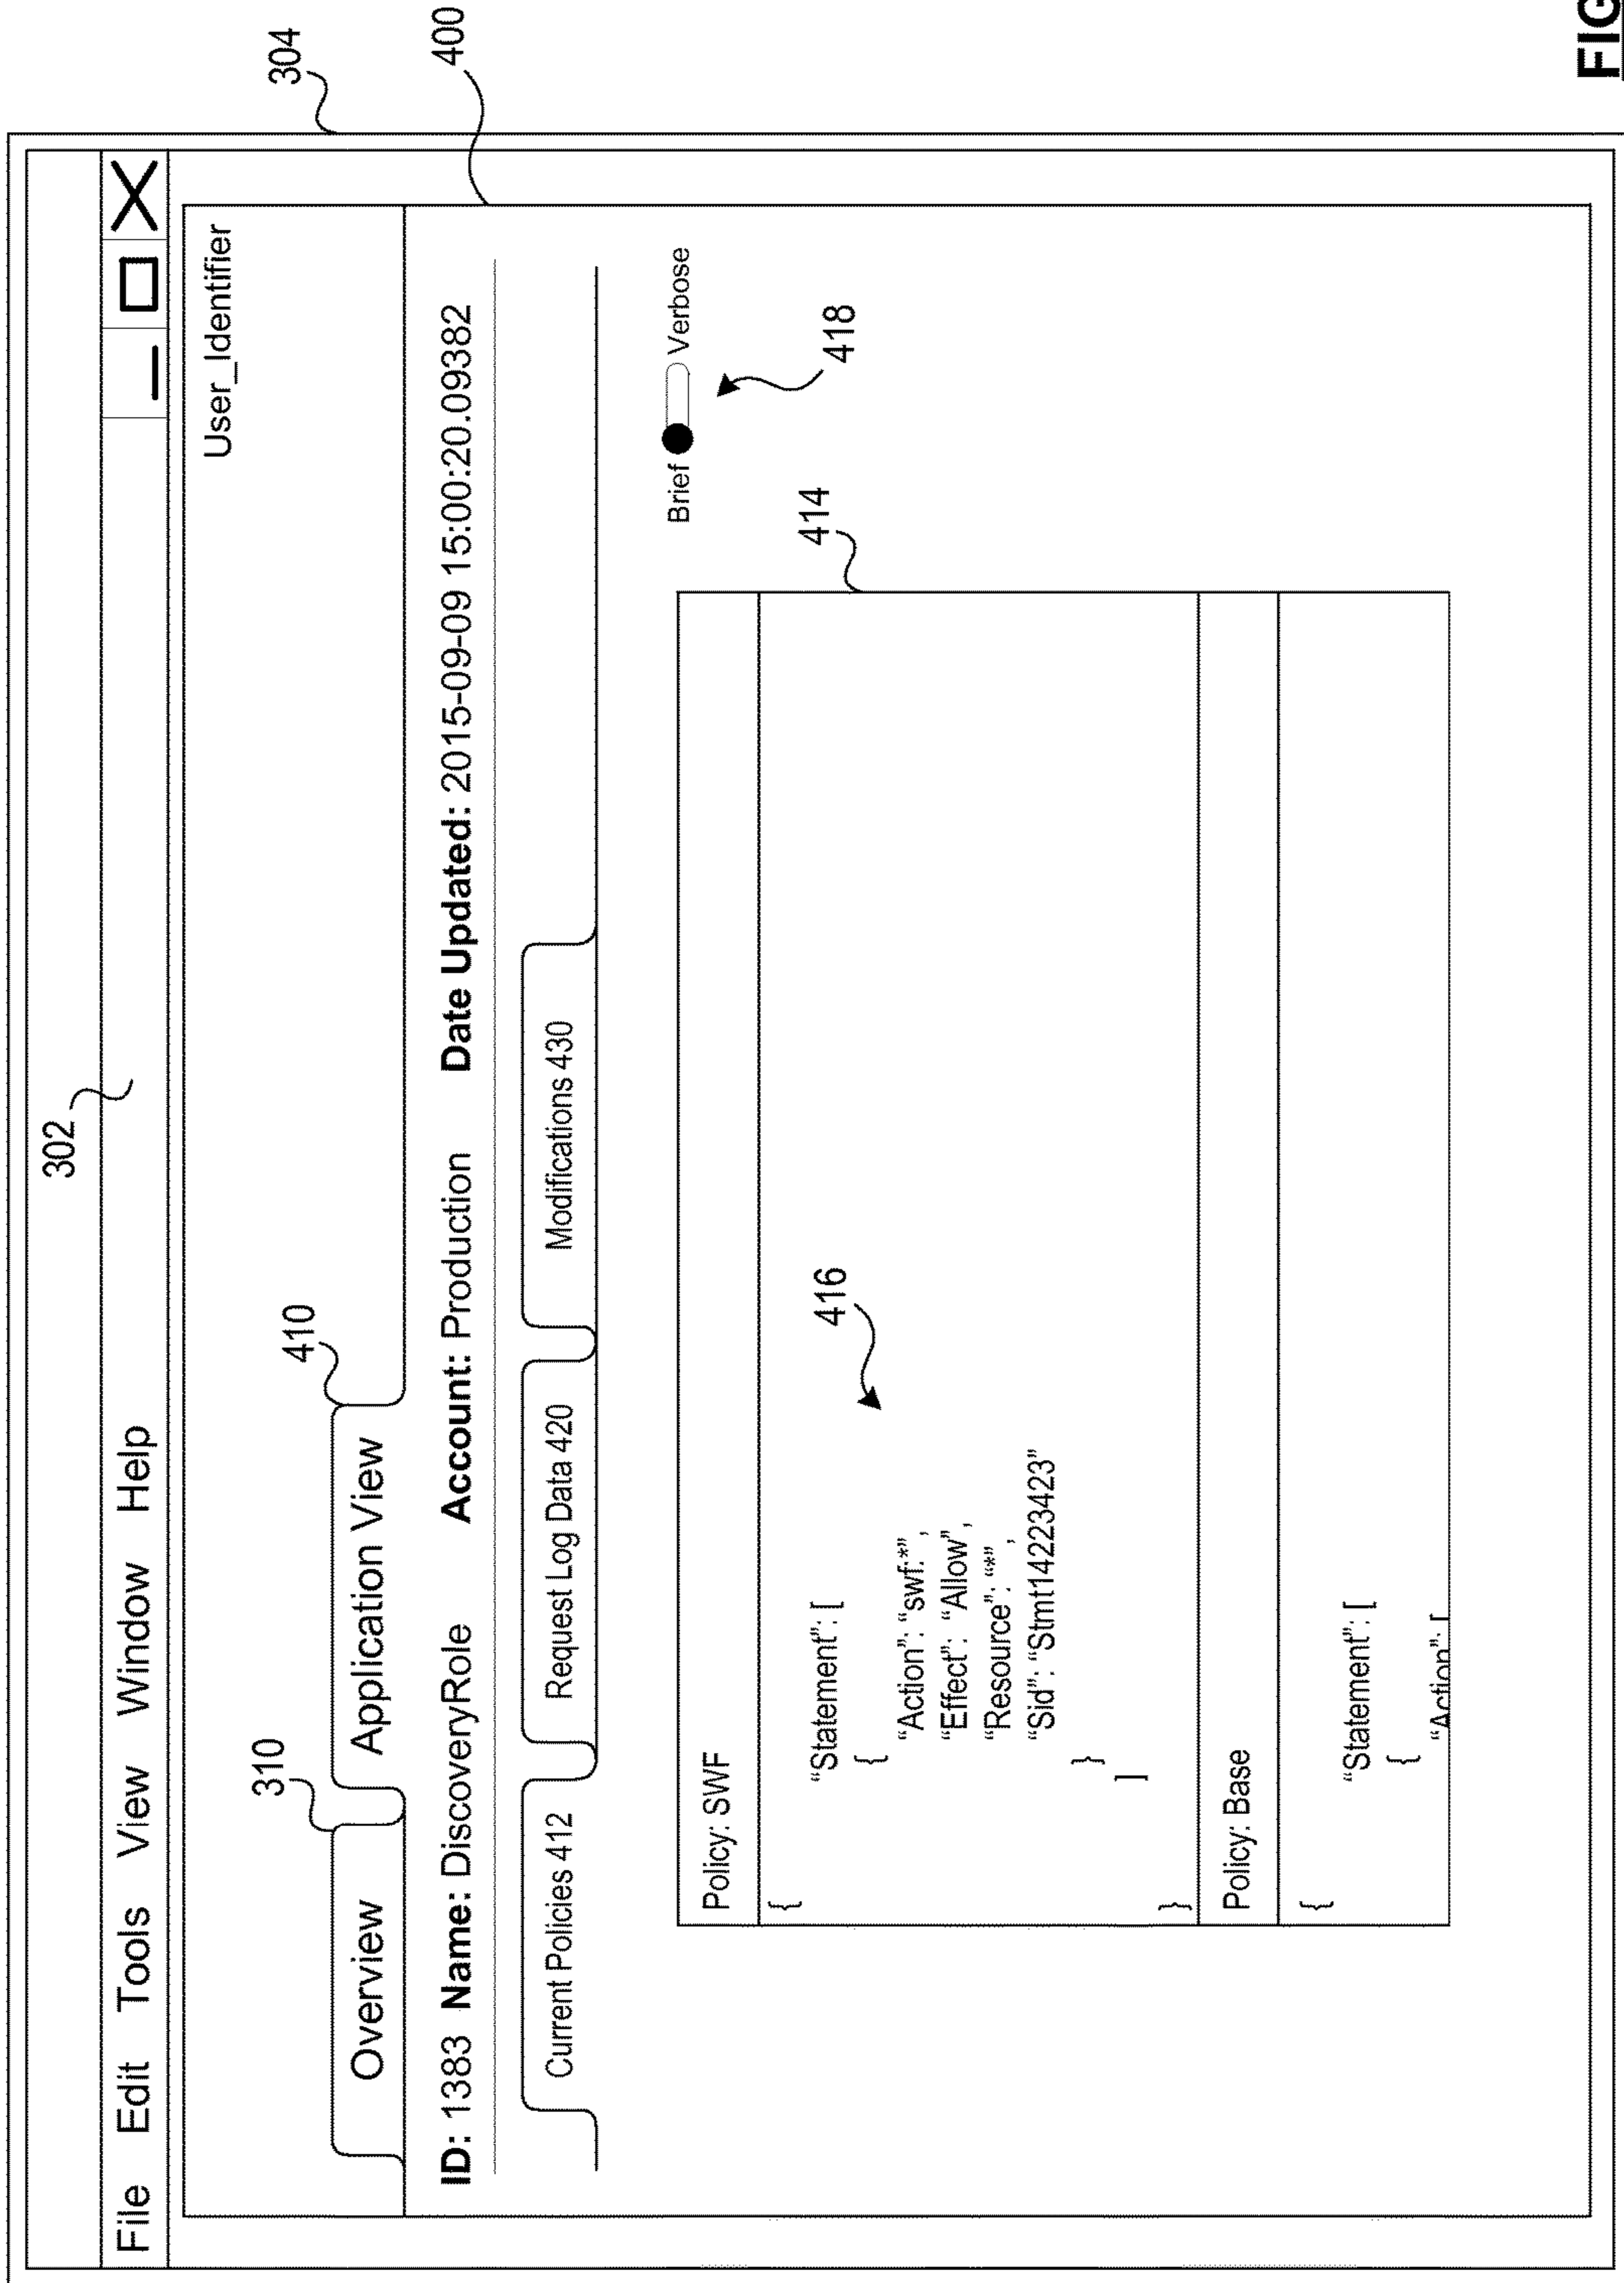 302
304
File Edit Tools View Window Help
User_Identifier
400
310
410
Overview
Application View
ID: 1383 Name: DiscoveryRole Account: Production Date Updated: 2015-09-09 15:00:20.09382
Current Policies 412
Request Log Data 420
Modifications 430
Brief
Verbose
418
414
Policy: SWF
{
416
“Statement”: [
{
“Action”: “swf:*”,
“Effect”: “Allow”,
“Resource”: “*”,
“Sid”: “Stmt14223423”
}
]
}
Policy: Base
{
“Statement”: [
{
“Action”: [
FIG